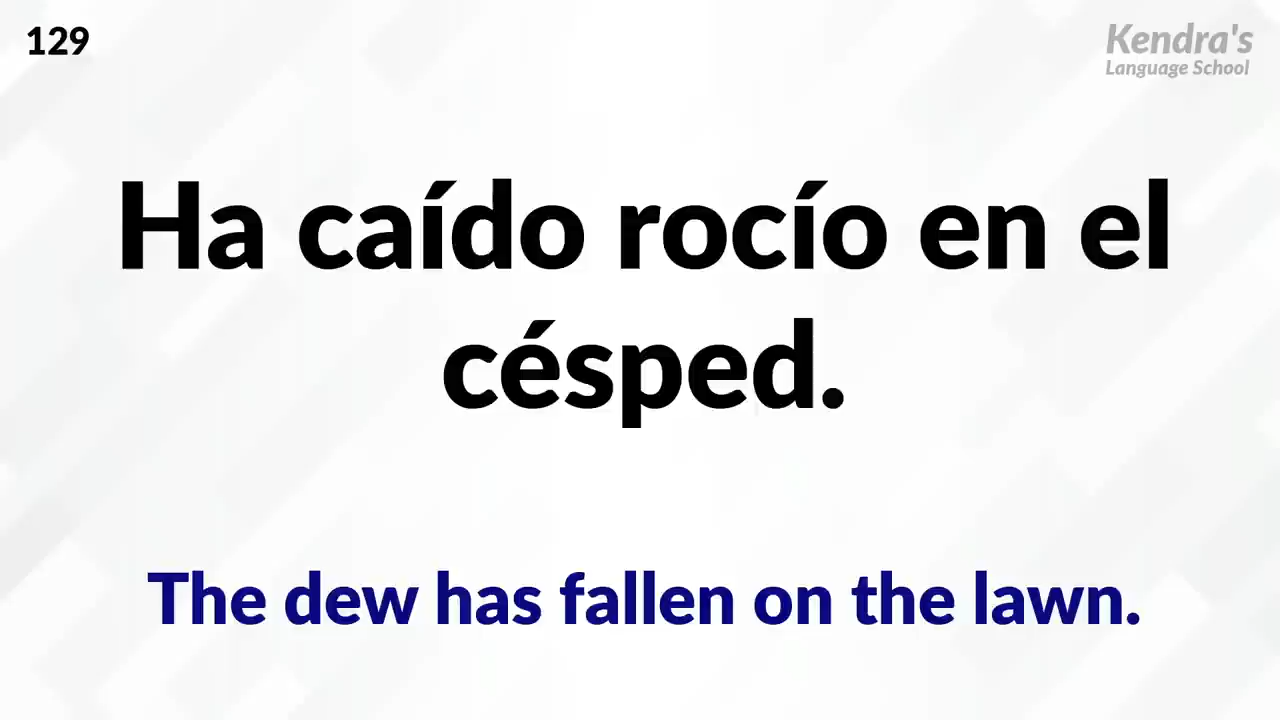 129
Kendra's
Language School
Ha caído rocío en el
césped.
The dew has fallen on the lawn.